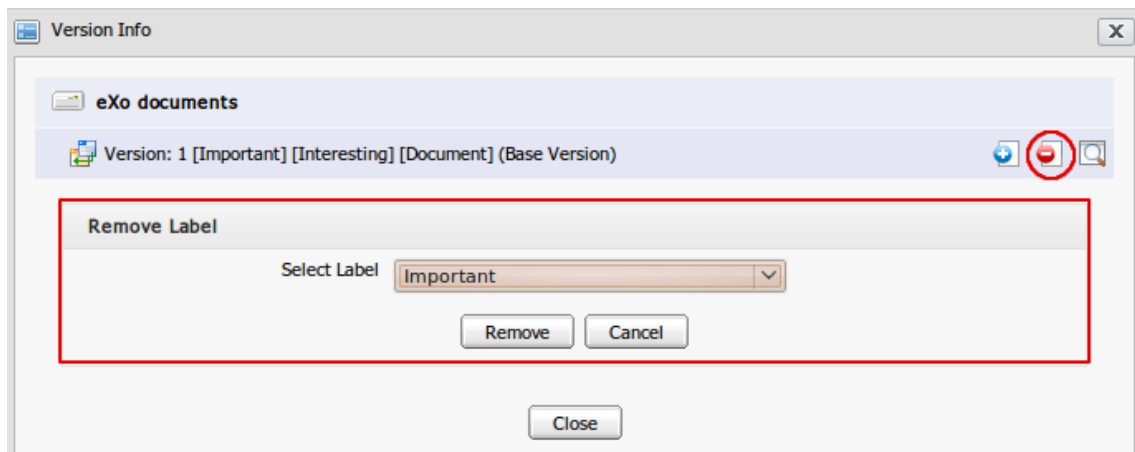 Version Info
X
eXo documents
Version: 1 [Important] [Interesting] [Document] (Base Version)
Remove Label
Select Label Important
Remove Cancel
Close